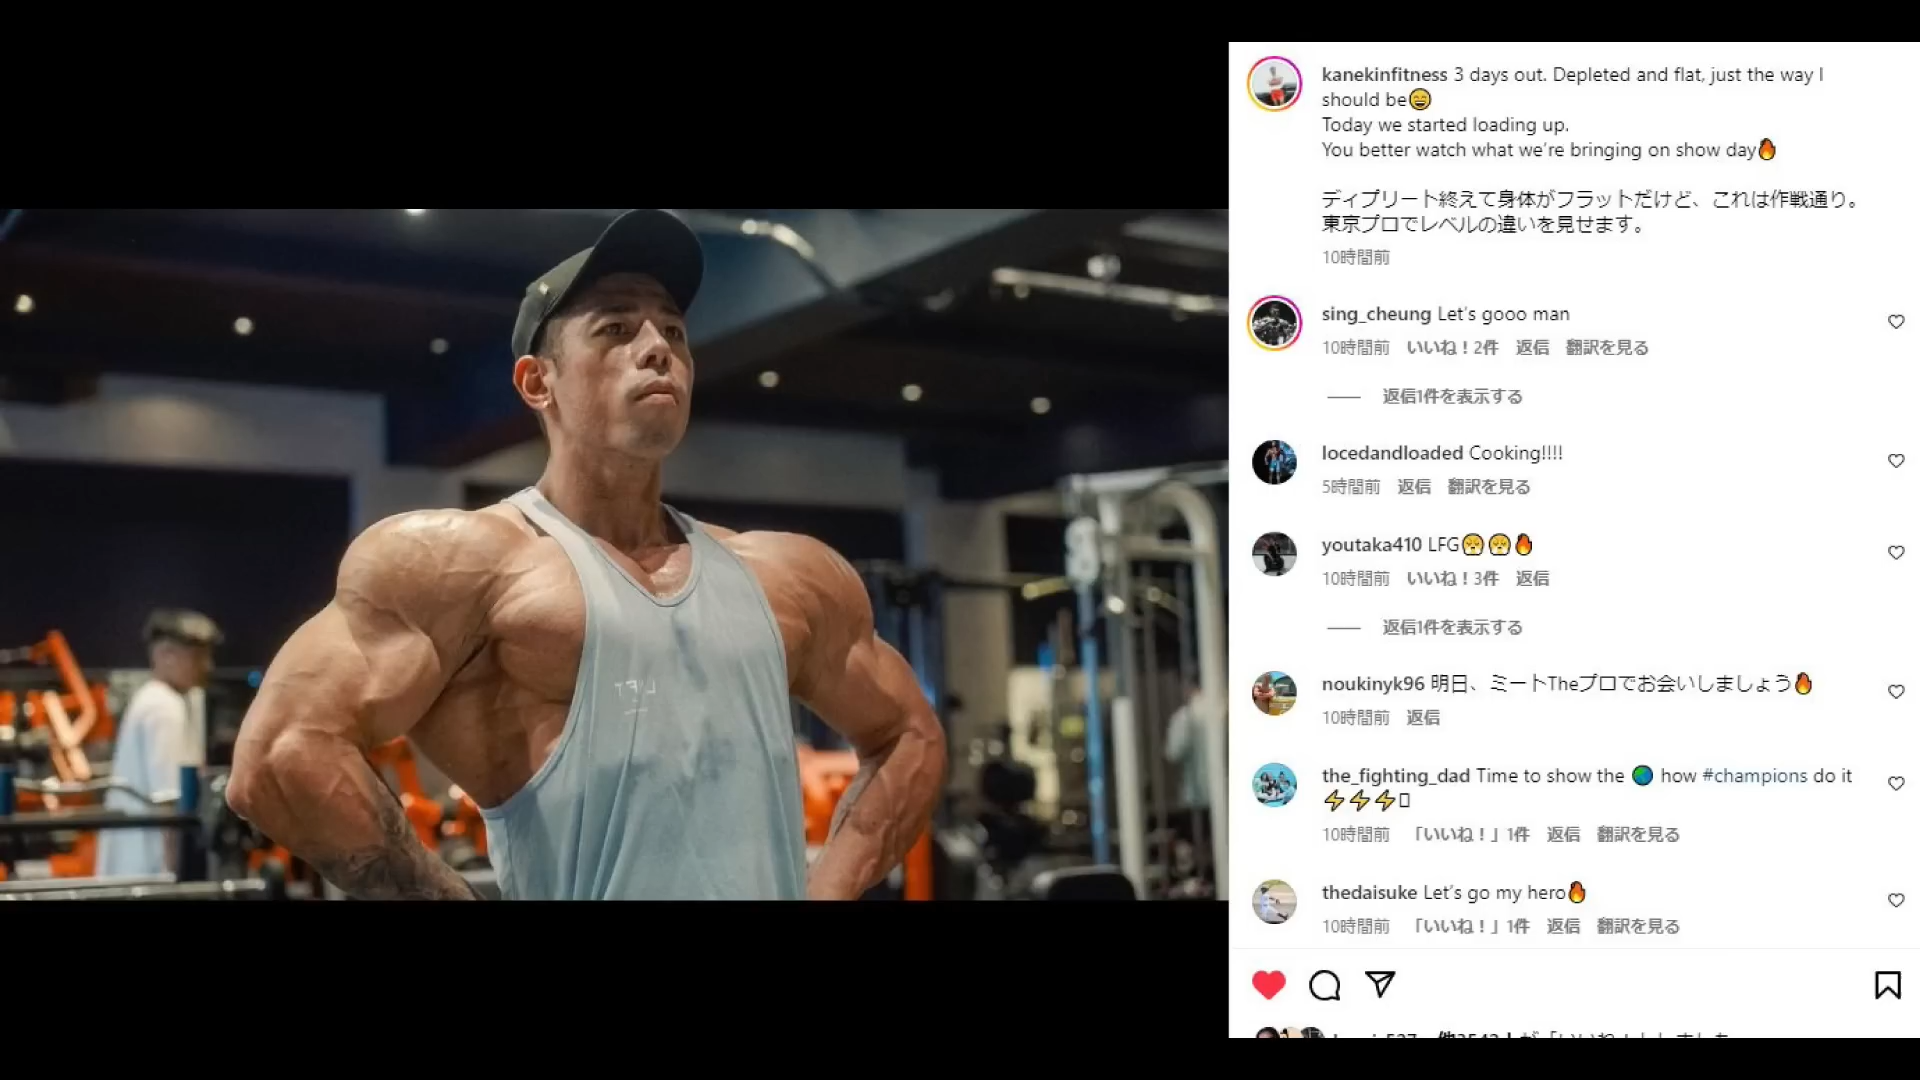 kanekinfitness 3 days out. Depleted and flat, just the way I
should be😄
Today we started loading up.
You better watch what we're bringing on show day🔥
ディプリート終えて身体がフラットだけど、これは作戦通り。
東京プロでレベルの違いを見せます。
10時間前
sing_cheung Let's gooo man
10時間前 いいね！2件 返信 翻訳を見る
返信1件を表示する
locedandloaded Cooking!!!!
5時間前 返信 翻訳を見る
youtaka410 LFG😤😤🔥
10時間前 いいね！3件 返信
返信1件を表示する
noukinyk96 明日、ミートTheプロでお会いしましょう🔥
10時間前 返信
the_fighting_dad Time to show the 🌏 how #champions do it
⚡⚡⚡
10時間前 「いいね！」1件 返信 翻訳を見る
thedaisuke Let's go my hero🔥
10時間前 「いいね！」1件 返信 翻訳を見る